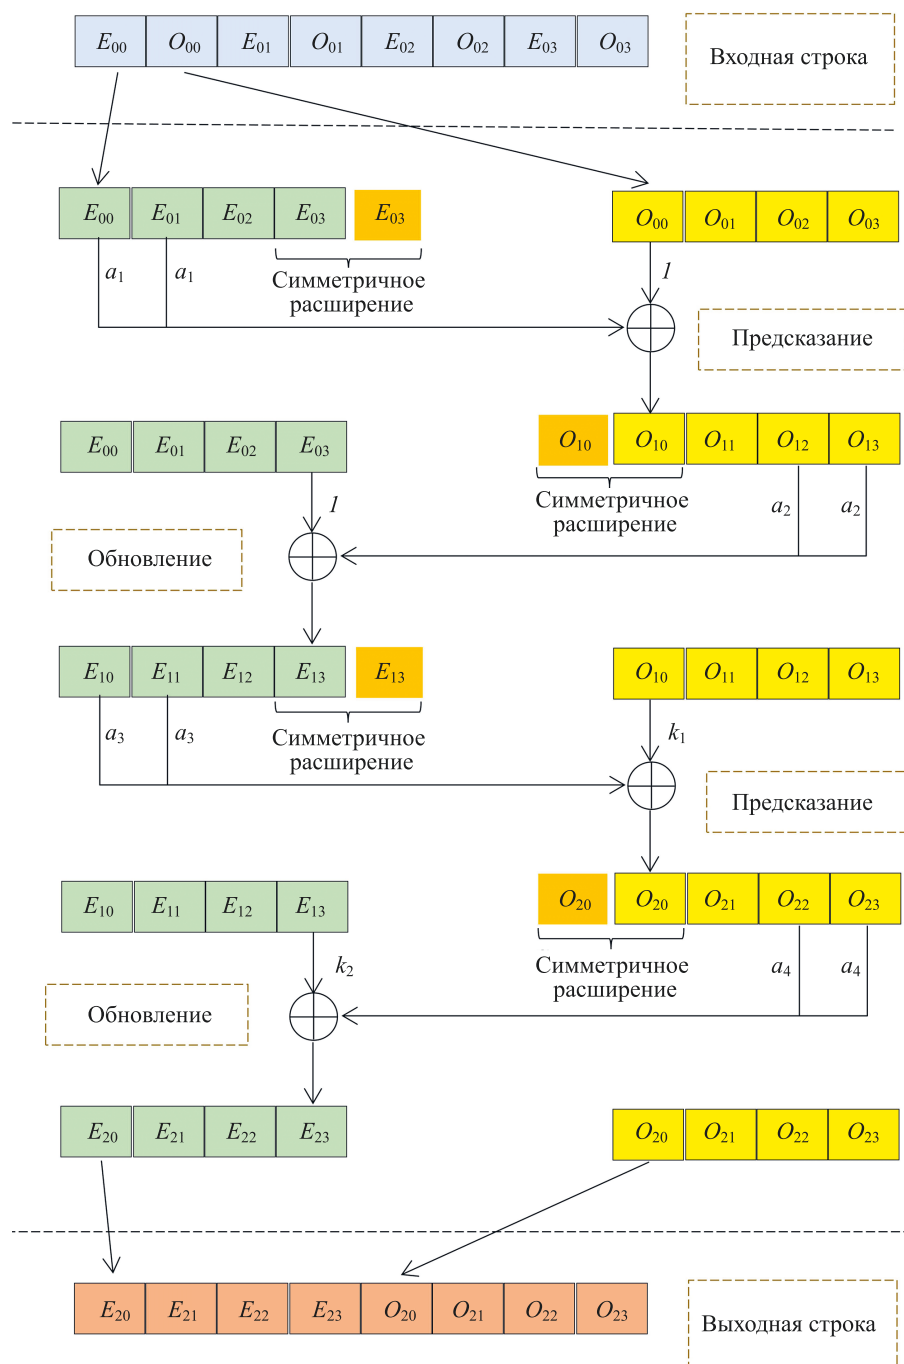 E₀₀ O₀₀ E₀₁ O₀₁ E₀₂ O₀₂ E₀₃ O₀₃
Входная строка
E₀₀ E₀₁ E₀₂ E₀₃ E₀₃
O₀₀ O₀₁ O₀₂ O₀₃
a₁ a₁
Симметричное
расширение
1
Предсказание
E₀₀ E₀₁ E₀₂ E₀₃
O₁₀ O₁₀ O₁₁ O₁₂ O₁₃
1
Симметричное
расширение
a₂ a₂
Обновление
E₁₀ E₁₁ E₁₂ E₁₃ E₁₃
O₁₀ O₁₁ O₁₂ O₁₃
a₃ a₃
Симметричное
расширение
k₁
Предсказание
E₁₀ E₁₁ E₁₂ E₁₃
O₂₀ O₂₀ O₂₁ O₂₂ O₂₃
k₂
Симметричное
расширение
a₄ a₄
Обновление
E₂₀ E₂₁ E₂₂ E₂₃
O₂₀ O₂₁ O₂₂ O₂₃
E₂₀ E₂₁ E₂₂ E₂₃ O₂₀ O₂₁ O₂₂ O₂₃
Выходная строка